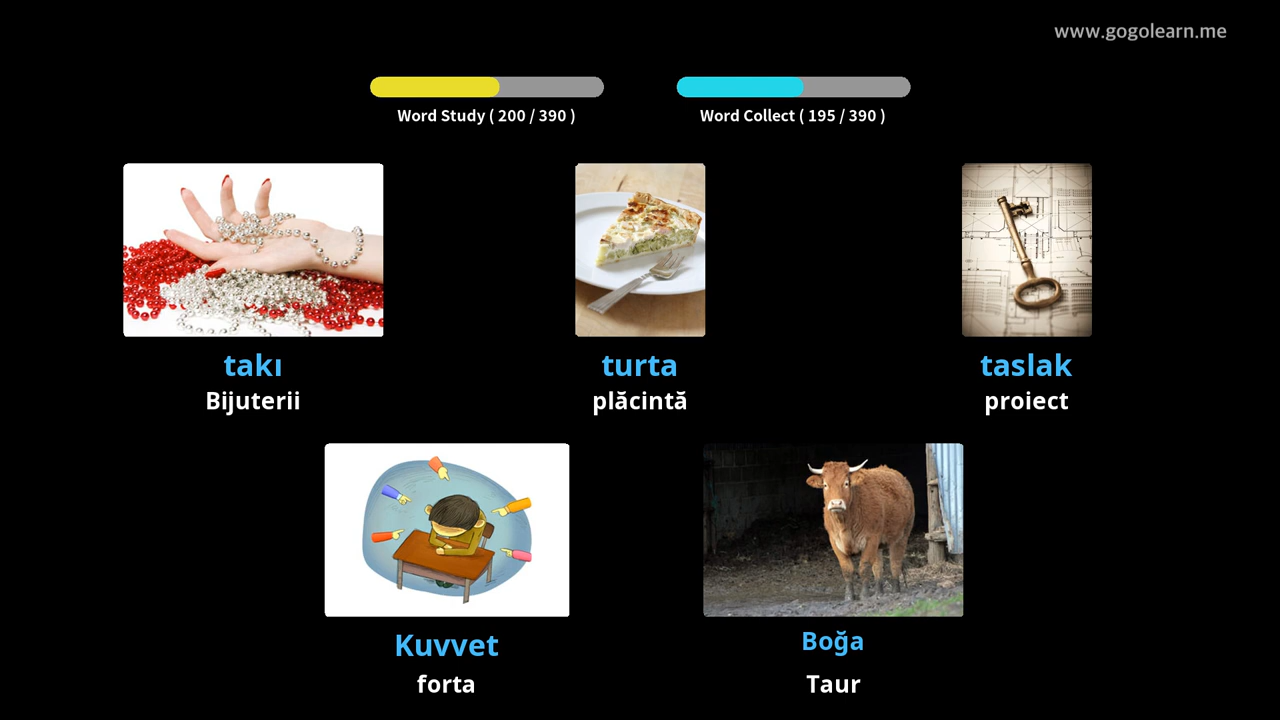 www.gogolearn.me
Word Study ( 200 / 390 )
Word Collect ( 195 / 390 )
takı
Bijuterii
turta
plăcintă
taslak
proiect
Kuvvet
forta
Boğa
Taur